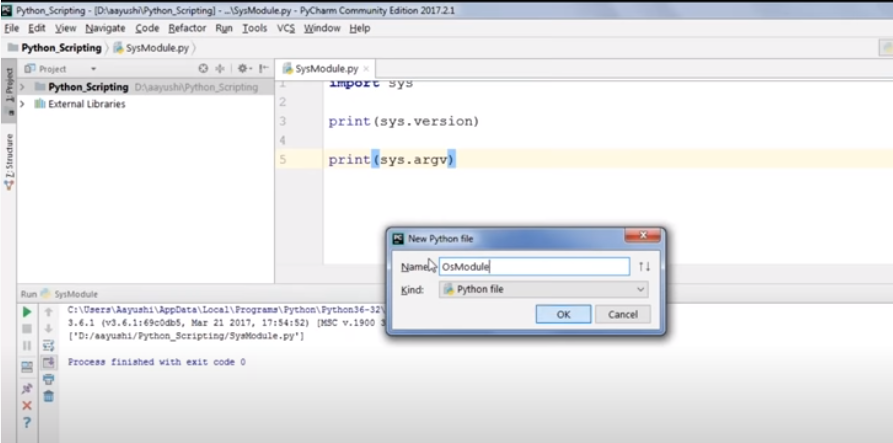 Python_Scripting - [D:\aayushi\Python_Scripting] - ...\SysModule.py - PyCharm Community Edition 2017.2.1
File Edit View Navigate Code Refactor Run Tools VCS Window Help
Python_Scripting SysModule.py
Project
SysModule.py
1: Project
Python_Scripting D:\aayushi\Python_Scripting
External Libraries
Z: Structure
1 import sys
2
3 print(sys.version)
4
5 print(sys.argv)
New Python file
Name: OsModule
Kind: Python file
OK Cancel
Run SysModule
C:\Users\Aayushi\AppData\Local\Programs\Python\Python36-32\
3.6.1 (v3.6.1:69c0db5, Mar 21 2017, 17:54:52) [MSC v.1900 3
['D:/aayushi/Python_Scripting/SysModule.py']
Process finished with exit code 0